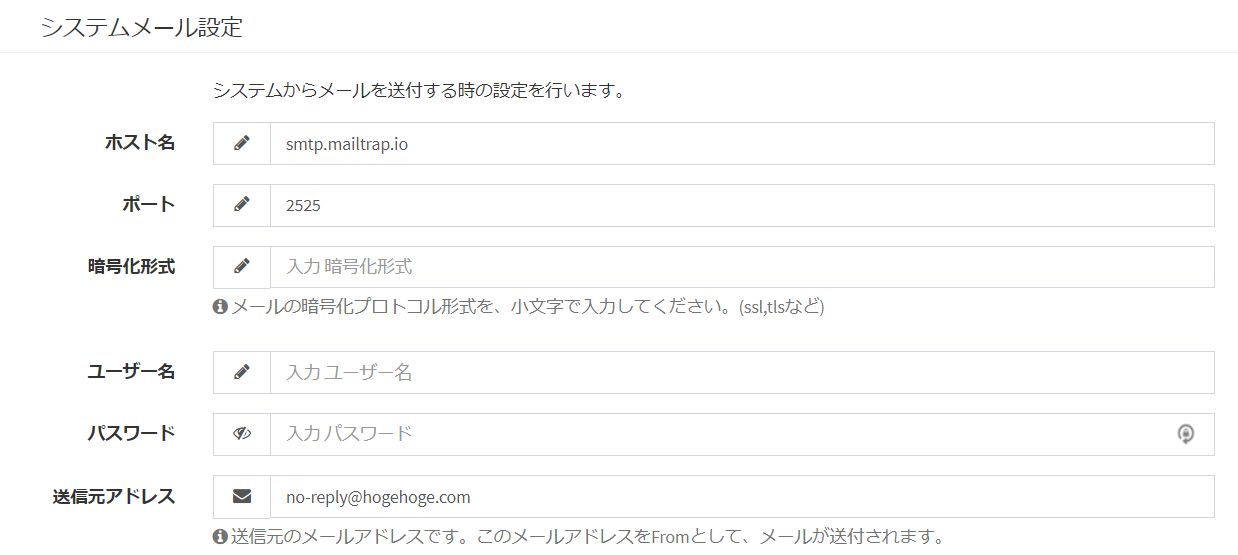 システムメール設定
システムからメールを送付する時の設定を行います。
ホスト名 smtp.mailtrap.io
ポート 2525
暗号化形式 入力 暗号化形式
メールの暗号化プロトコル形式を、小文字で入力してください。(ssl,tlsなど)
ユーザー名 入力 ユーザー名
パスワード 入力 パスワード
送信元アドレス no-reply@hogehoge.com
送信元のメールアドレスです。このメールアドレスをFromとして、メールが送付されます。